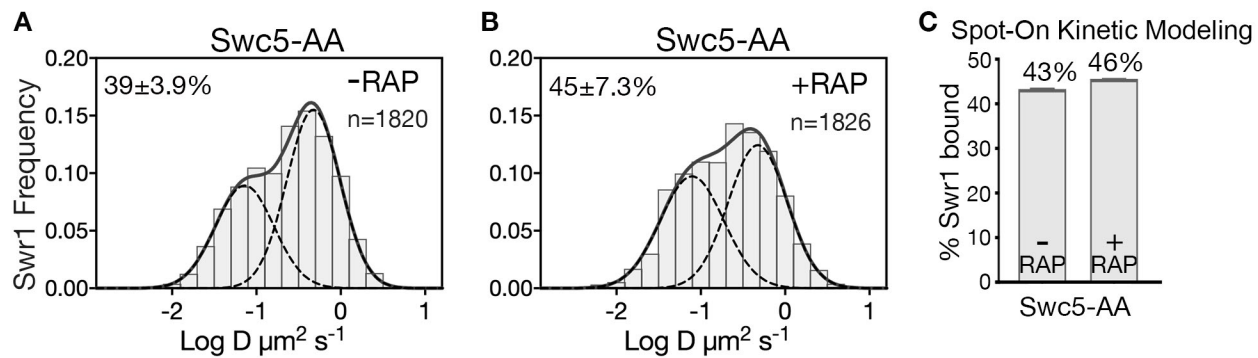 A
Swc5-AA
39±3.9%
-RAP
n=1820
Swr1 Frequency
0.20
0.15
0.10
0.05
0.00
-2 -1 0 1
Log D µm² s⁻¹
B
Swc5-AA
45±7.3%
+RAP
n=1826
0.20
0.15
0.10
0.05
0.00
-2 -1 0 1
Log D µm² s⁻¹
C
Spot-On Kinetic Modeling
% Swr1 bound
50
40
30
20
10
0
43% 46%
- +
RAP RAP
Swc5-AA